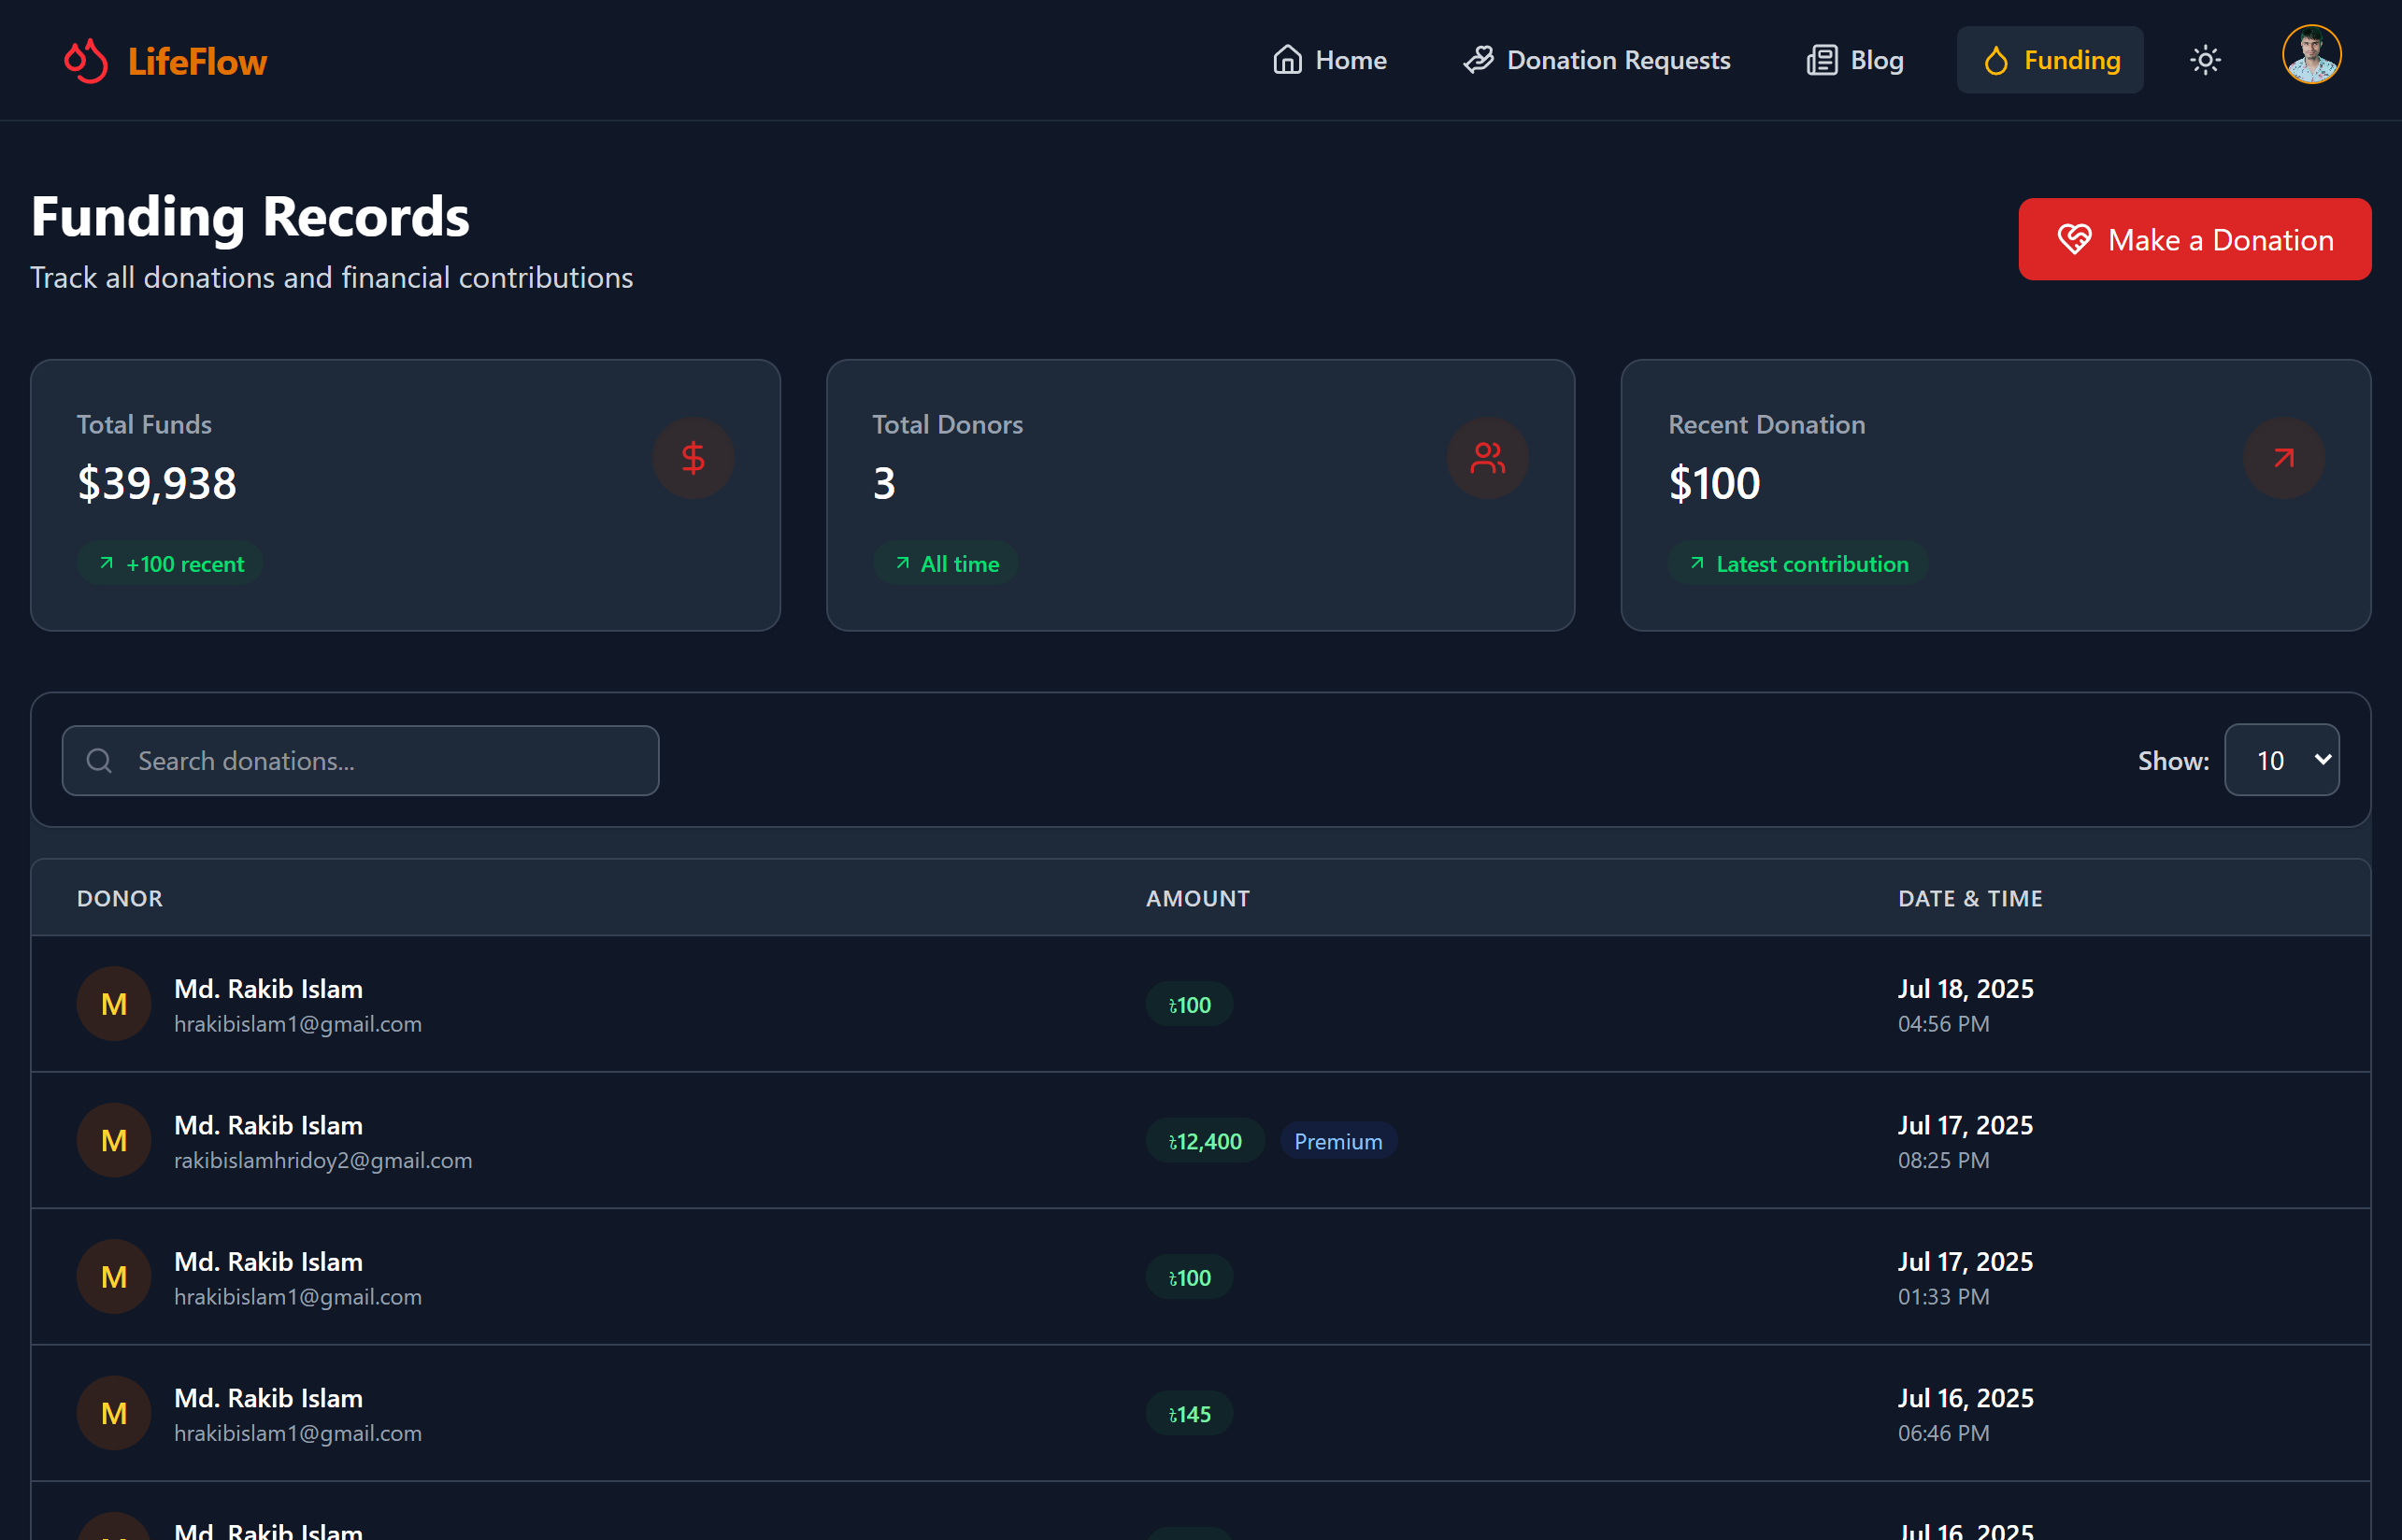 LifeFlow
Home
Donation Requests
Blog
Funding
Funding Records
Track all donations and financial contributions
Make a Donation
Total Funds
$39,938
+100 recent
Total Donors
3
All time
Recent Donation
$100
Latest contribution
Search donations...
Show:
10
DONOR AMOUNT DATE & TIME
M
Md. Rakib Islam
hrakibislam1@gmail.com
৳100
Jul 18, 2025
04:56 PM
M
Md. Rakib Islam
rakibislamhridoy2@gmail.com
৳12,400
Premium
Jul 17, 2025
08:25 PM
M
Md. Rakib Islam
hrakibislam1@gmail.com
৳100
Jul 17, 2025
01:33 PM
M
Md. Rakib Islam
hrakibislam1@gmail.com
৳145
Jul 16, 2025
06:46 PM
Md. Rakib Islam
Jul 16, 2025